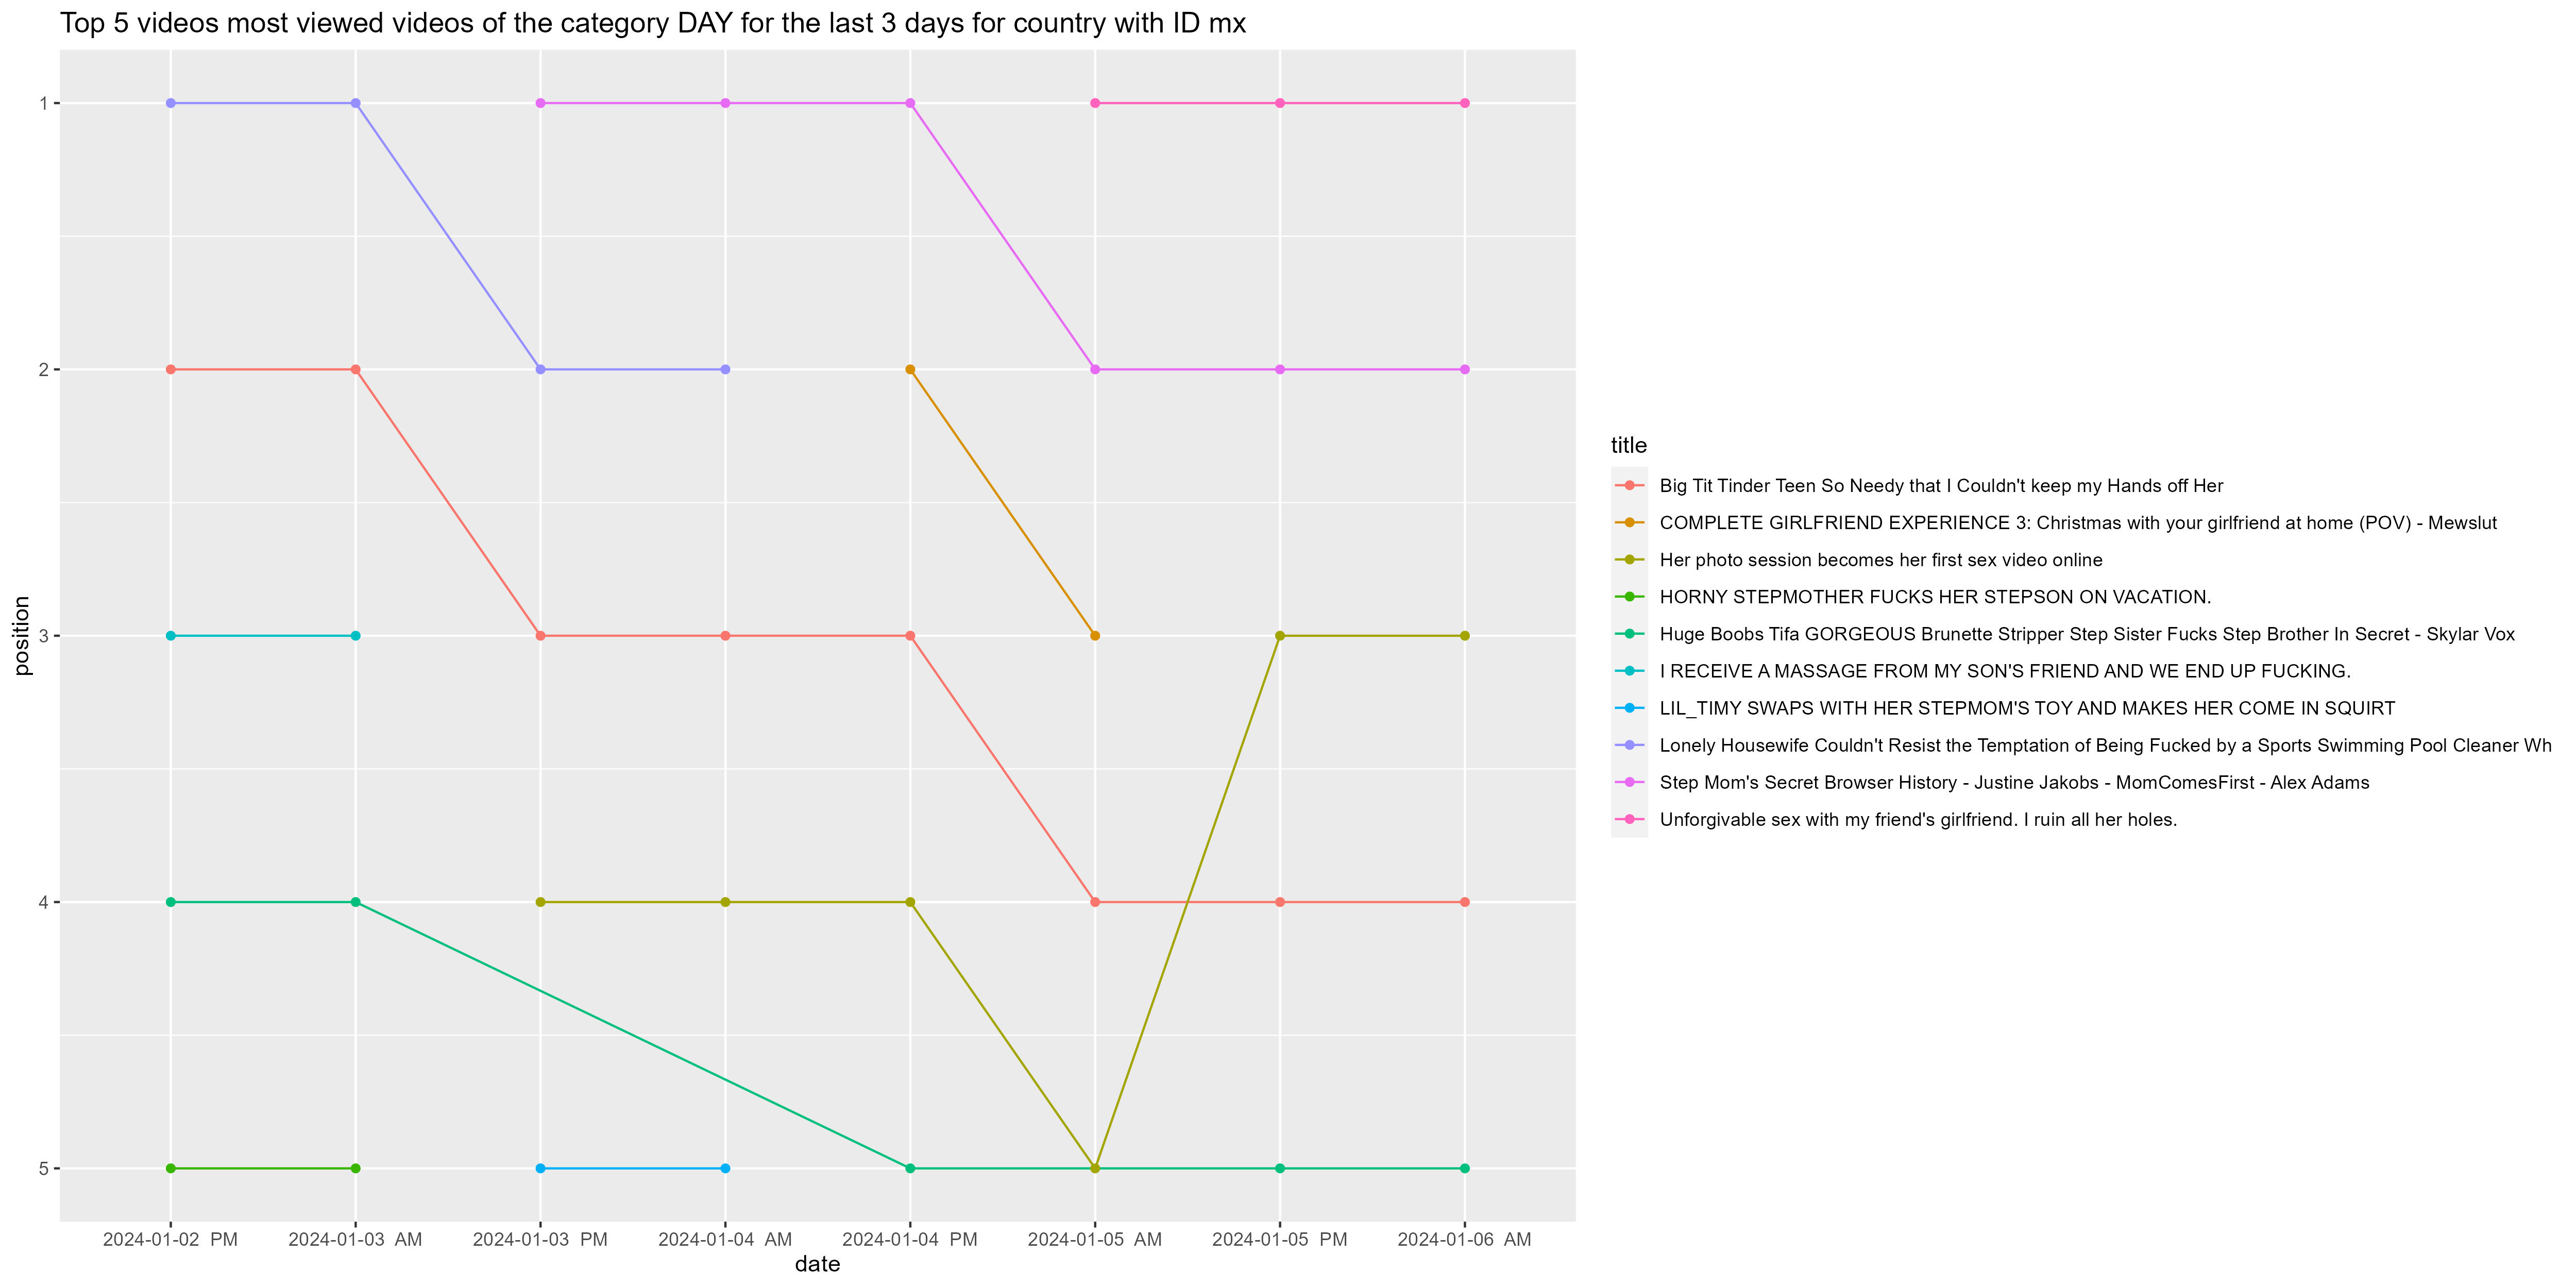 Top 5 videos most viewed videos of the category DAY for the last 3 days for country with ID mx
1
2
3
4
5
position
2024-01-02 PM
2024-01-03 AM
2024-01-03 PM
2024-01-04 AM
2024-01-04 PM
2024-01-05 AM
2024-01-05 PM
2024-01-06 AM
date
title
Big Tit Tinder Teen So Needy that I Couldn't keep my Hands off Her
COMPLETE GIRLFRIEND EXPERIENCE 3: Christmas with your girlfriend at home (POV) - Mewslut
Her photo session becomes her first sex video online
HORNY STEPMOTHER FUCKS HER STEPSON ON VACATION.
Huge Boobs Tifa GORGEOUS Brunette Stripper Step Sister Fucks Step Brother In Secret - Skylar Vox
I RECEIVE A MASSAGE FROM MY SON'S FRIEND AND WE END UP FUCKING.
LIL_TIMY SWAPS WITH HER STEPMOM'S TOY AND MAKES HER COME IN SQUIRT
Lonely Housewife Couldn't Resist the Temptation of Being Fucked by a Sports Swimming Pool Cleaner Wh
Step Mom's Secret Browser History - Justine Jakobs - MomComesFirst - Alex Adams
Unforgivable sex with my friend's girlfriend. I ruin all her holes.